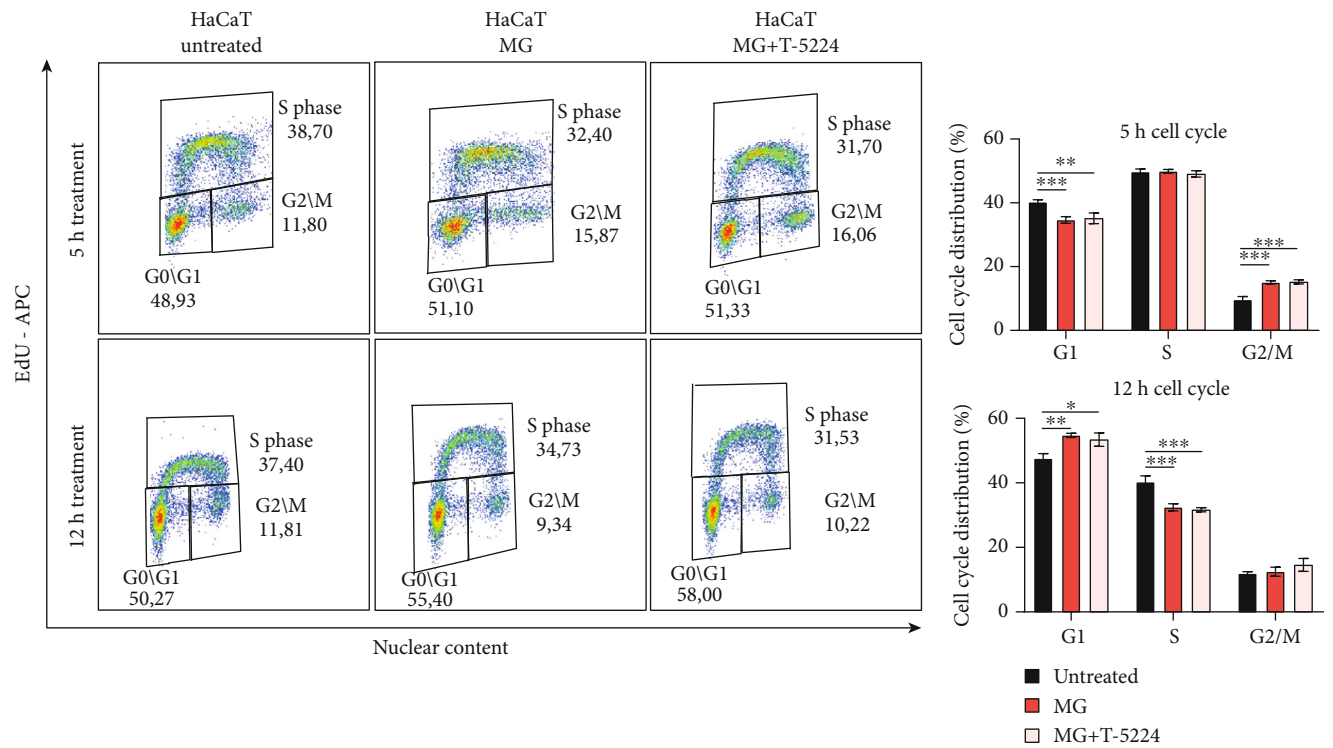 HaCaT
untreated
HaCaT
MG
HaCaT
MG+T-5224
EdU - APC
5 h treatment
S phase
38,70
G2\M
11,80
G0\G1
48,93
S phase
32,40
G2\M
15,87
G0\G1
51,10
S phase
31,70
G2\M
16,06
G0\G1
51,33
12 h treatment
S phase
37,40
G2\M
11,81
G0\G1
50,27
S phase
34,73
G2\M
9,34
G0\G1
55,40
S phase
31,53
G2\M
10,22
G0\G1
58,00
Nuclear content
5 h cell cycle
Cell cycle distribution (%)
60
40
20
0
**
***
***
***
G1 S G2/M
12 h cell cycle
Cell cycle distribution (%)
60
40
20
0
*
**
***
***
G1 S G2/M
Untreated
MG
MG+T-5224